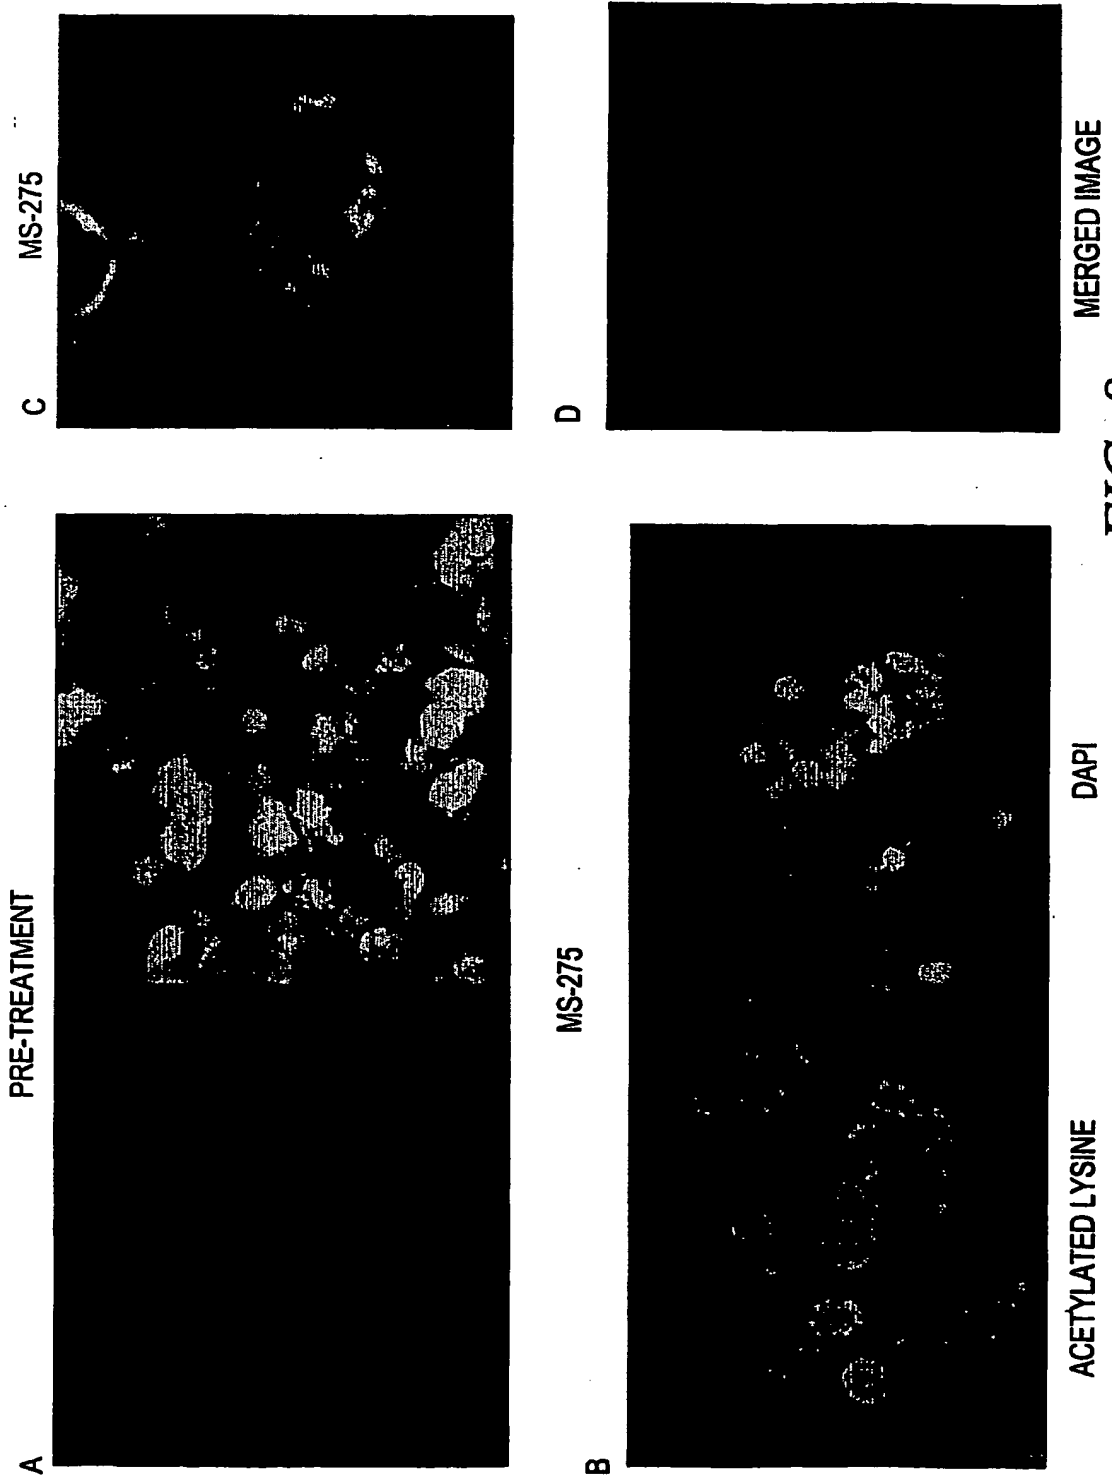 A
PRE-TREATMENT
C
MS-275
B
MS-275
D
ACETYLATED LYSINE
DAPI
MERGED IMAGE